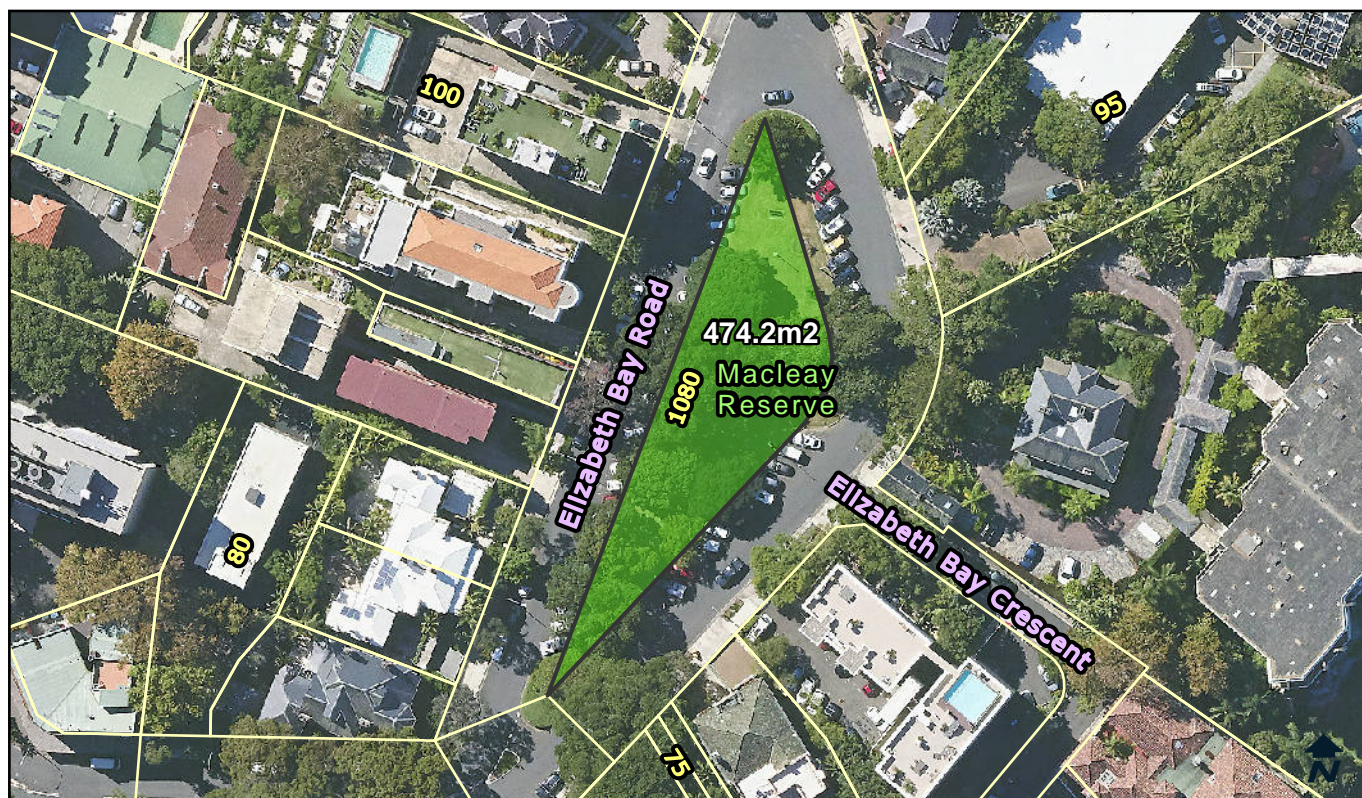 100
95
Elizabeth Bay Road
474.2m2
1080
Macleay
Reserve
80
Elizabeth Bay Crescent
75
N